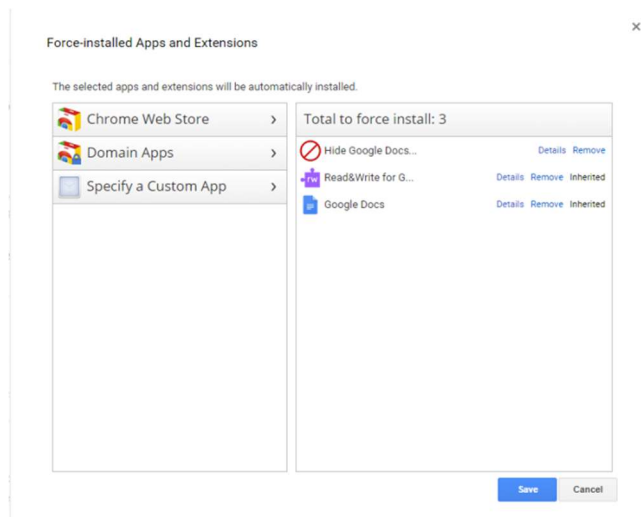 ×
Force-installed Apps and Extensions
The selected apps and extensions will be automatically installed.
Chrome Web Store >
Domain Apps >
Specify a Custom App >
Total to force install: 3
Hide Google Docs... Details Remove
rw Read&Write for G... Details Remove Inherited
Google Docs Details Remove Inherited
Save Cancel